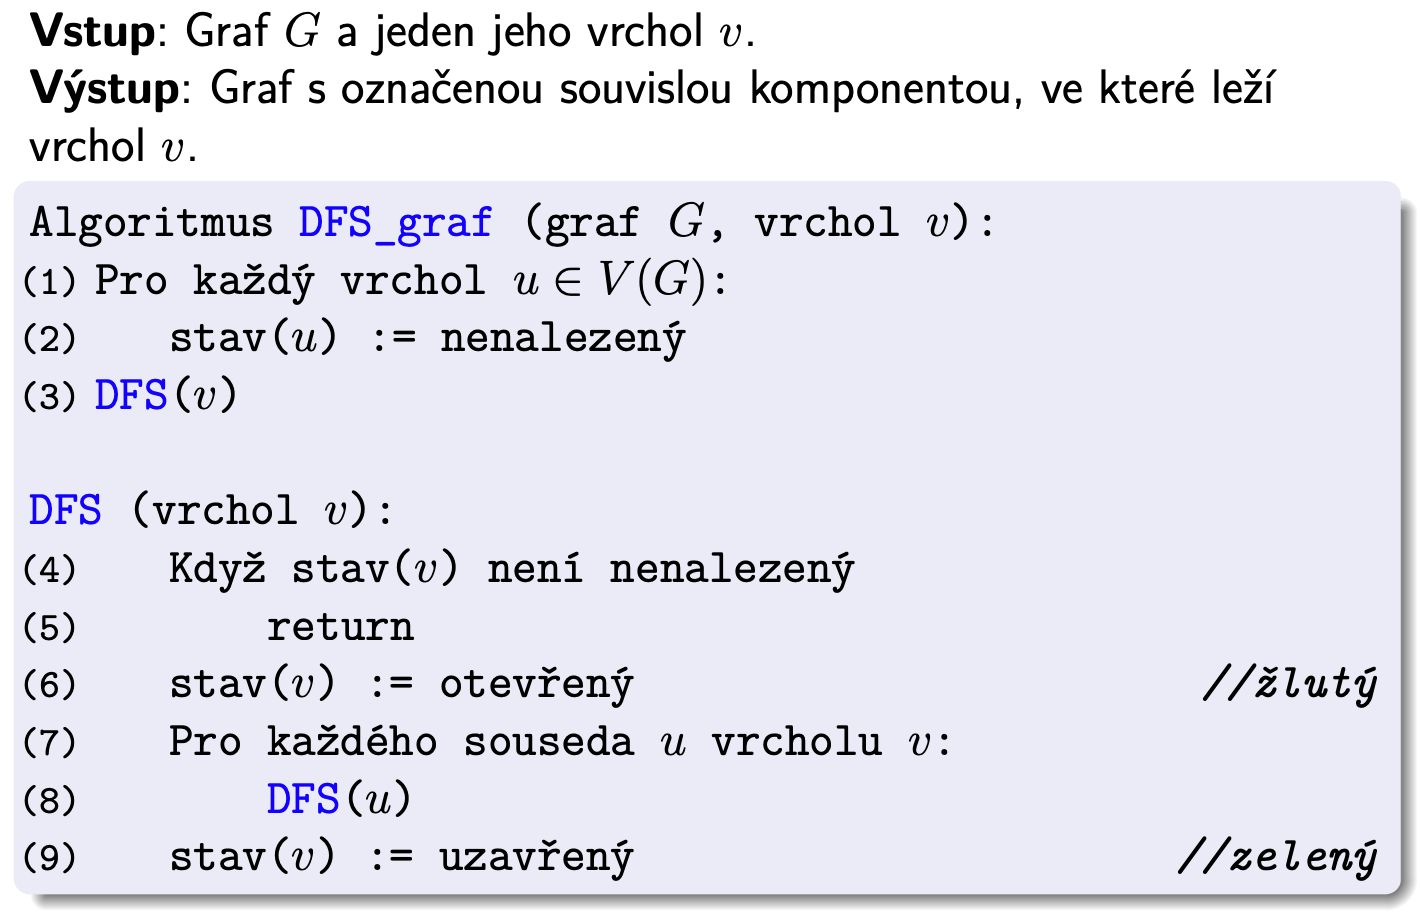 Vstup: Graf G a jeden jeho vrchol v.
Výstup: Graf s označenou souvislou komponentou, ve které leží
vrchol v.
Algoritmus DFS_graf (graf G, vrchol v):
(1) Pro každý vrchol u ∈ V(G):
(2) stav(u) := nenalezený
(3) DFS(v)
DFS (vrchol v):
(4) Když stav(v) není nenalezený
(5) return
(6) stav(v) := otevřený //žlutý
(7) Pro každého souseda u vrcholu v:
(8) DFS(u)
(9) stav(v) := uzavřený //zelený